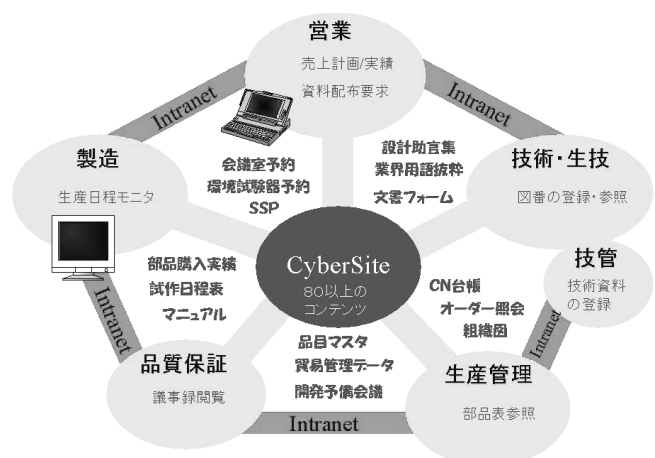 営業
売上計画/実績
資料配布要求
Intranet
Intranet
製造
生産日程モニタ
会議室予約
環境試験器予約
SSP
設計助言集
業界用語抜粋
文書フォーム
技術・生技
図番の登録・参照
CyberSite
80以上の
コンテンツ
技管
技術資料
の登録
部品購入実績
試作日程表
マニュアル
CN台帳
オーダー照会
組織図
Intranet
Intranet
品目マスタ
貿易管理データ
開発予備会議
品質保証
議事録閲覧
生産管理
部品表参照
Intranet